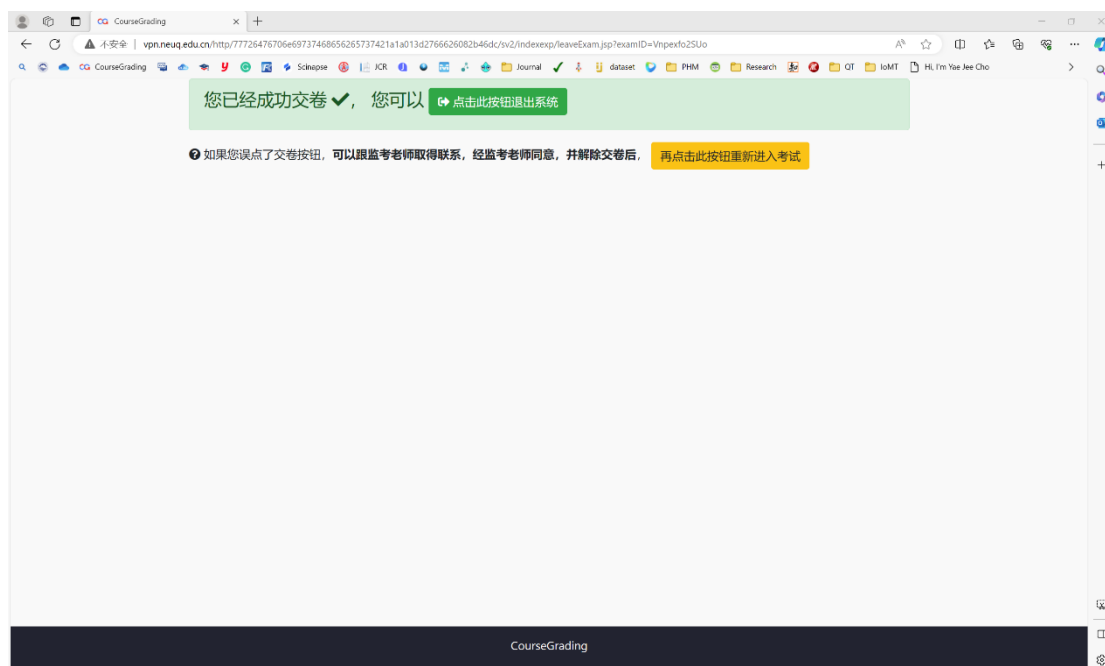 CourseGrading
不安全 | vpn.neuq.edu.cn/http/77726476706e69737468656265737421a1a013d2766626082b46dc/sv2/indexexp/leaveExam.jsp?examID=Vnpexfo2SUo
CourseGrading Scinapse JCR Journal dataset PHM Research QT IoMT Hi, I'm Yae Jee Cho
您已经成功交卷✔， 您可以 点击此按钮退出系统
如果您误点了交卷按钮，可以跟监考老师取得联系，经监考老师同意，并解除交卷后， 再点击此按钮重新进入考试
CourseGrading